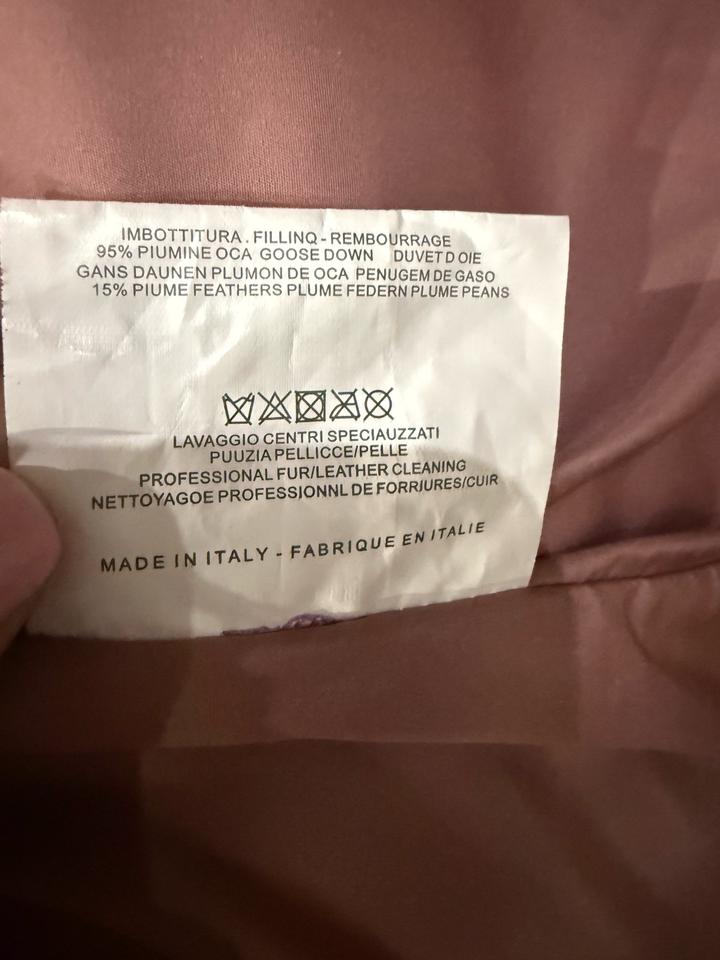 IMBOTTITURA . FILLINQ - REMBOURRAGE
95% PIUMINE OCA GOOSE DOWN DUVET D OIE
GANS DAUNEN PLUMON DE OCA PENUGEM DE GASO
15% PIUME FEATHERS PLUME FEDERN PLUME PEANS
LAVAGGIO CENTRI SPECIAUZZATI
PUUZIA PELLICCE/PELLE
PROFESSIONAL FUR/LEATHER CLEANING
NETTOYAGOE PROFESSIONNL DE FORRJURES/CUIR
MADE IN ITALY - FABRIQUE EN ITALIE